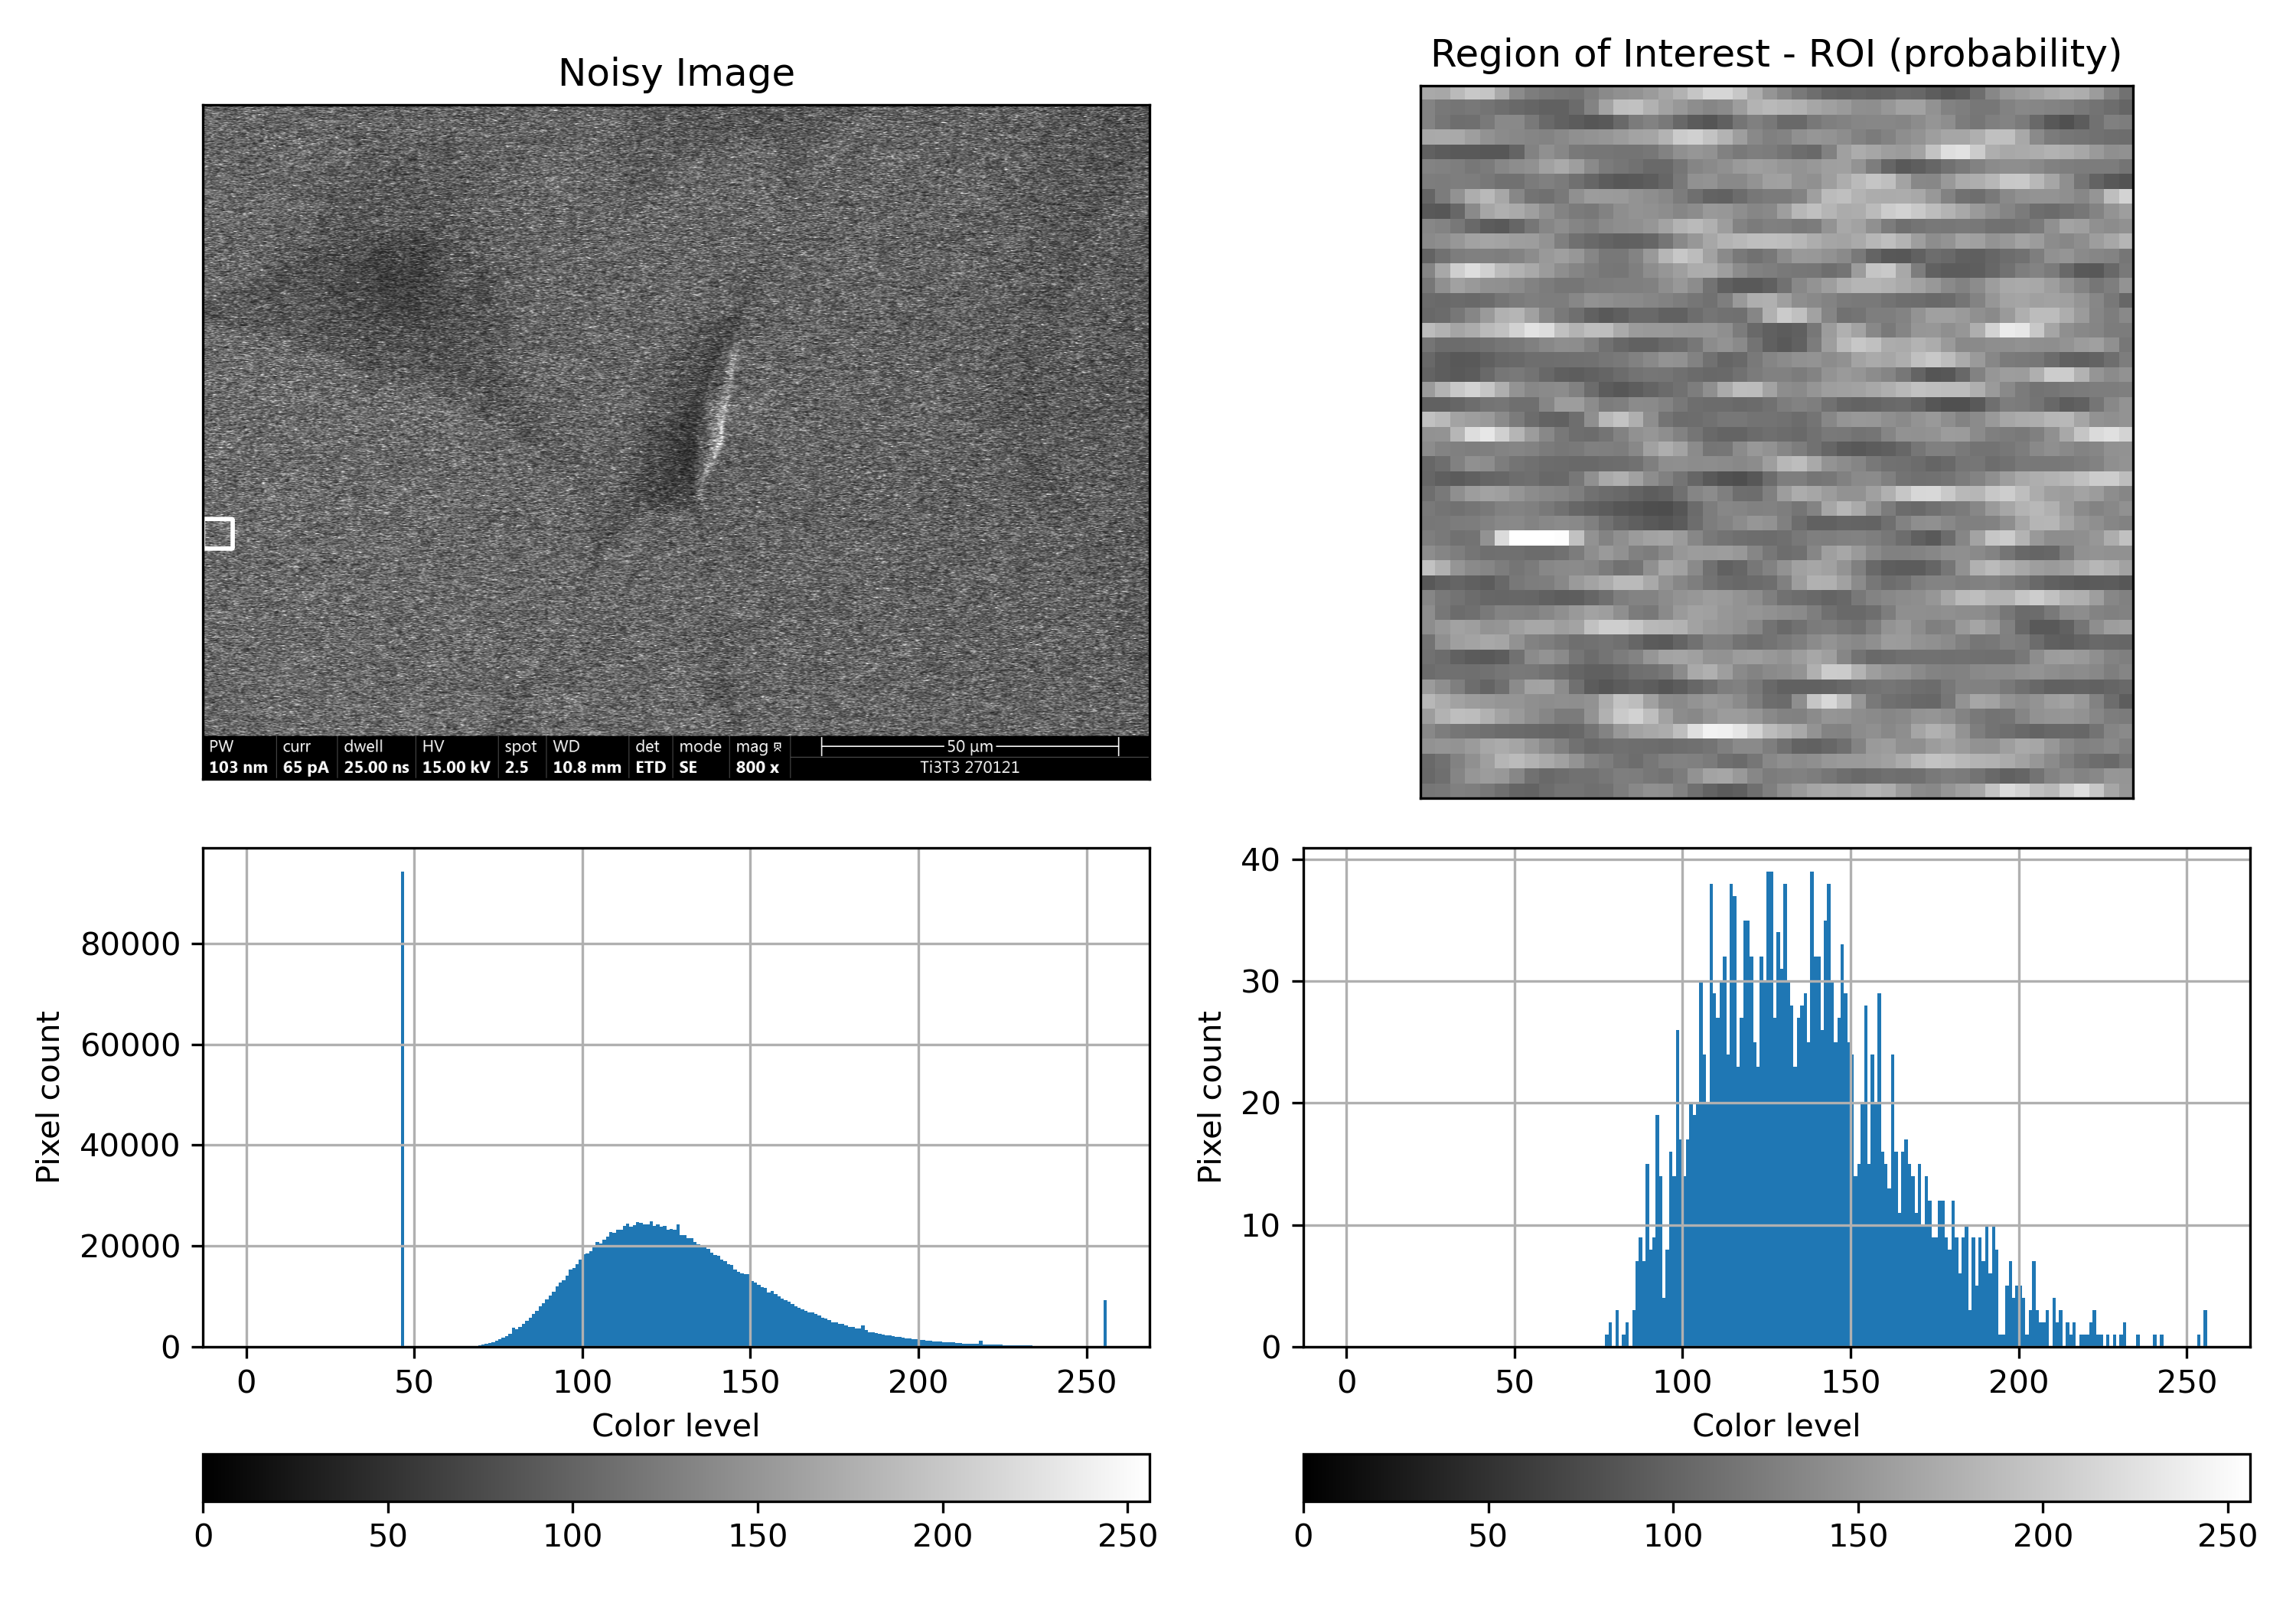 Noisy Image
Region of Interest - ROI (probability)
PW curr dwell HV spot WD det mode mag 50 µm
103 nm 65 pA 25.00 ns 15.00 kV 2.5 10.8 mm ETD SE 800 x Ti3T3 270121
80000
60000
40000
20000
0
Pixel count
0 50 100 150 200 250
Color level
0 50 100 150 200 250
40
30
20
10
0
Pixel count
0 50 100 150 200 250
Color level
0 50 100 150 200 250